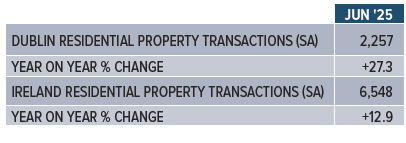 JUN '25
DUBLIN RESIDENTIAL PROPERTY TRANSACTIONS (SA) 2,257
YEAR ON YEAR % CHANGE +27.3
IRELAND RESIDENTIAL PROPERTY TRANSACTIONS (SA) 6,548
YEAR ON YEAR % CHANGE +12.9